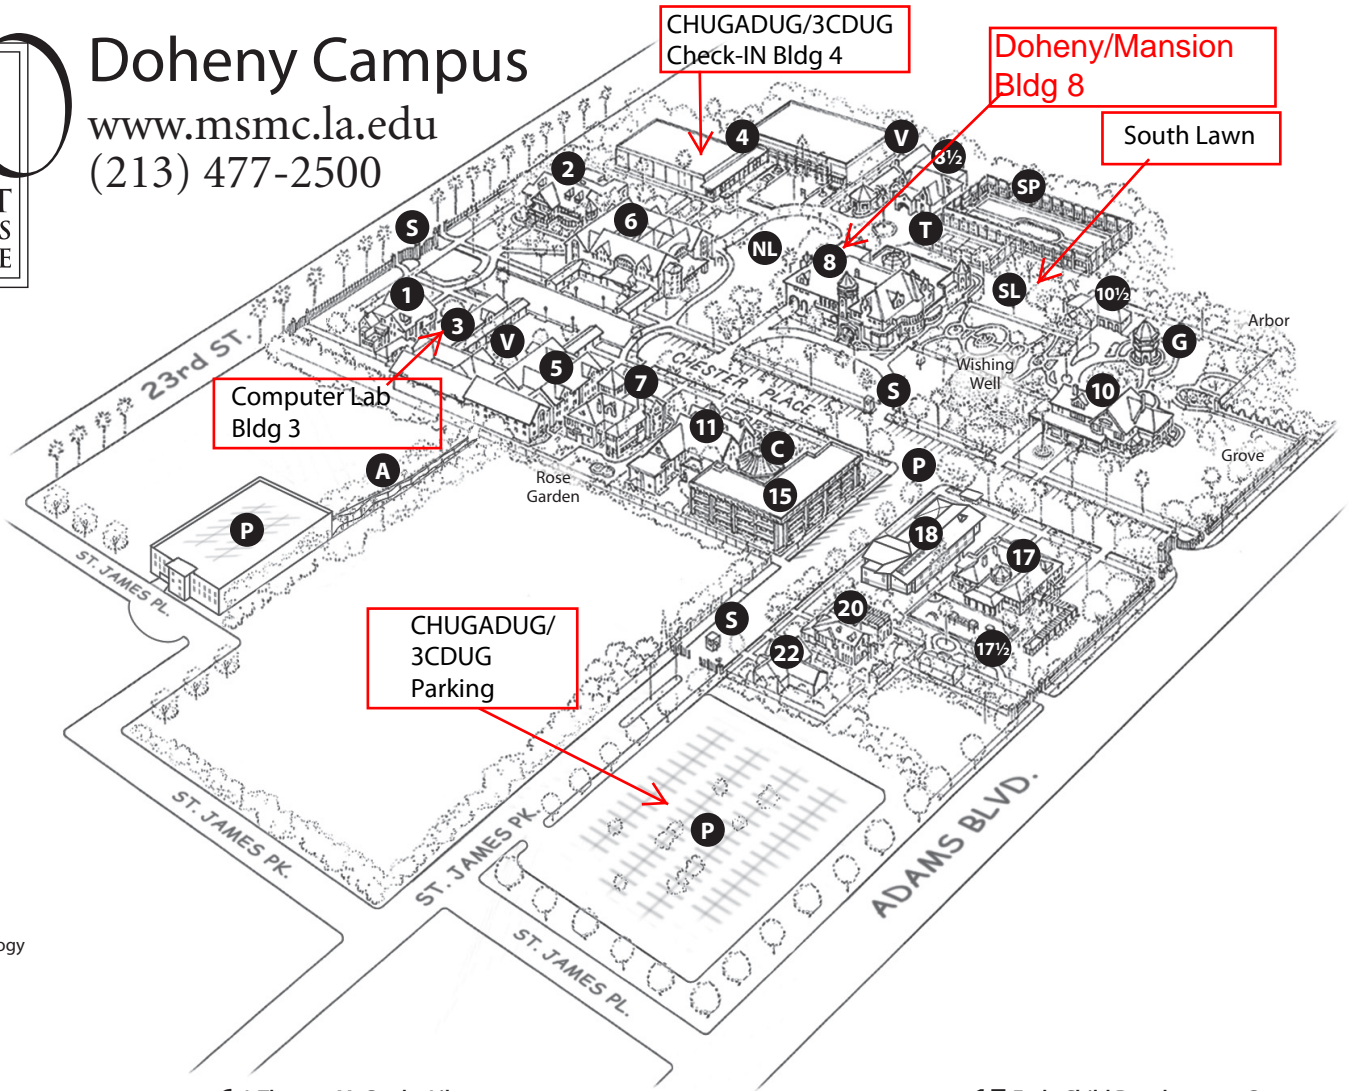 Doheny Campus
www.msmc.la.edu
(213) 477-2500
T
S
E
CHUGADUG/3CDUG
Check-IN Bldg 4
Doheny/Mansion
Bldg 8
South Lawn
4
V
8½
2
SP
S
6
T
NL
8
SL
10½
1
3
V
G
Arbor
23rd ST.
5
CHESTER PLACE
Wishing
Well
7
S
10
Computer Lab
Bldg 3
11
C
Grove
A
P
Rose
Garden
15
P
18
17
ST. JAMES PL.
20
S
17½
22
CHUGADUG/
3CDUG
Parking
ST. JAMES PK.
ST. JAMES PK.
P
ADAMS BLVD.
ogy
ST. JAMES PL.